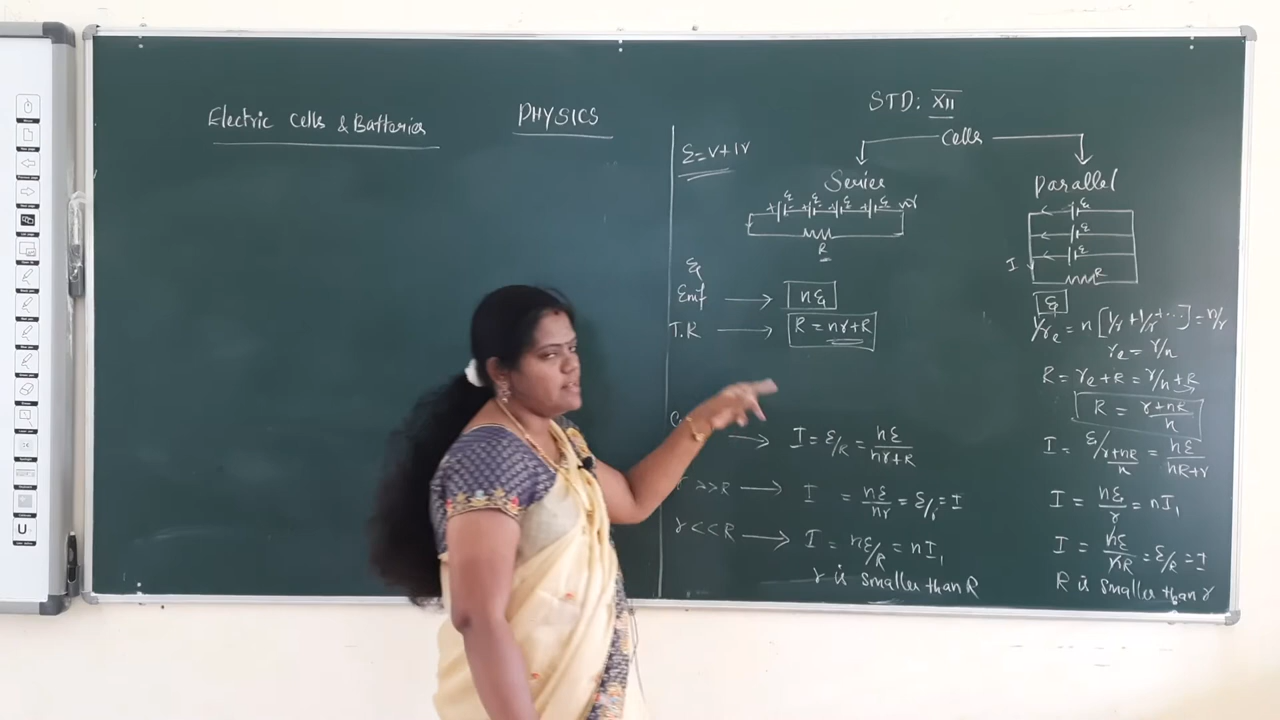 Electric Cells & Batteries
PHYSICS
STD: XII
Cells
ε = V + Ir
Series
Parallel
+ ε - + ε - + ε - + ε nr
R
ε
ε
ε
I
R
ε
Emf → nε
T.R → R = nr+R
→ I = ε/R = nε/nr+R
r >> R → I = nε/nr = ε/r = I
r << R → I = nε/R = nI₁
r is smaller than R
ε
1/rₑ = n [1/r + 1/r + ...] = n/r
rₑ = r/n
R = rₑ + R = r/n + R
R = r+nR/n
I = ε/r+nR/n = nε/nR+r
I = nε/r = nI₁
I = nε/nR = ε/R = I
R is smaller than r